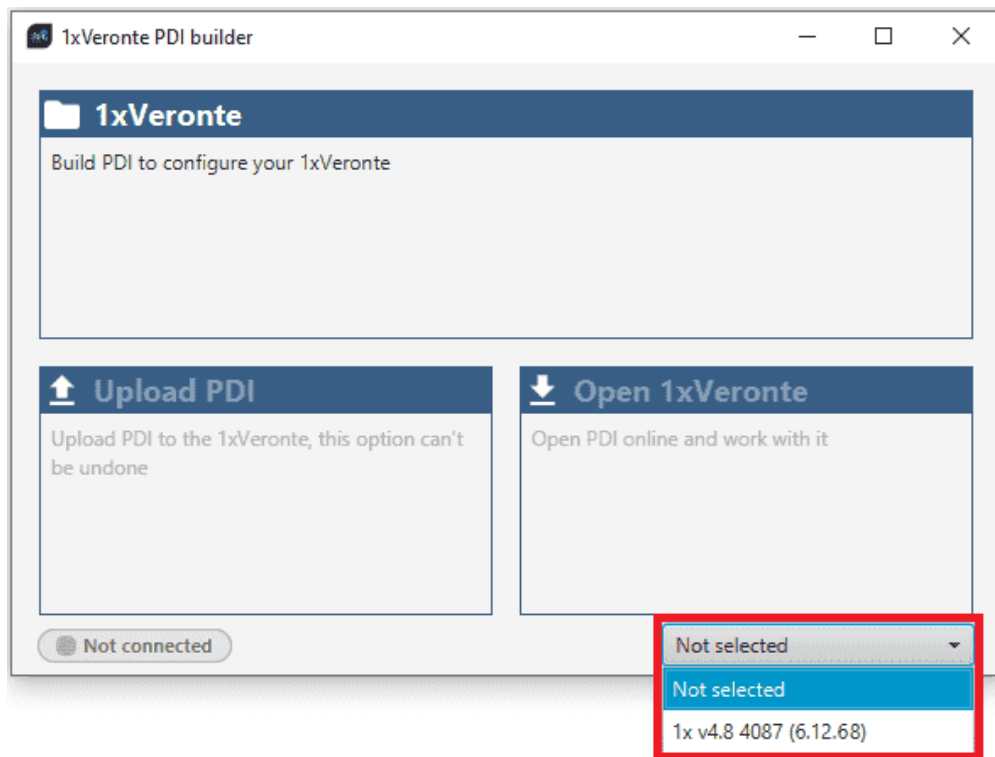 1xVeronte PDI builder
1xVeronte
Build PDI to configure your 1xVeronte
Upload PDI
Upload PDI to the 1xVeronte, this option can't
be undone
Open 1xVeronte
Open PDI online and work with it
Not connected
Not selected
Not selected
1x v4.8 4087 (6.12.68)